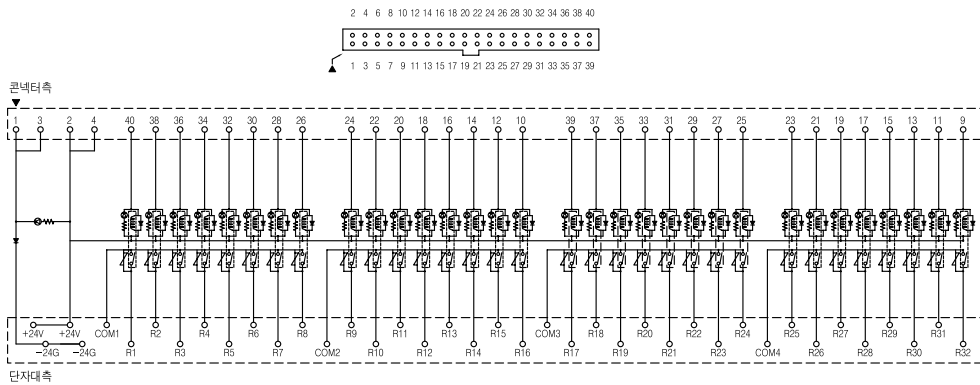 2 4 6 8 10 12 14 16 18 20 22 24 26 28 30 32 34 36 38 40
1 3 5 7 9 11 13 15 17 19 21 23 25 27 29 31 33 35 37 39
콘넥터측
1 3 2 4 40 38 36 34 32 30 28 26 24 22 20 18 16 14 12 10 39 37 35 33 31 29 27 25 23 21 19 17 15 13 11 9
+24V +24V COM1 R2 R4 R6 R8 R9 R11 R13 R15 COM3 R18 R20 R22 R24 R25 R27 R29 R31
-24G -24G R1 R3 R5 R7 COM2 R10 R12 R14 R16 R17 R19 R21 R23 COM4 R26 R28 R30 R32
단자대측